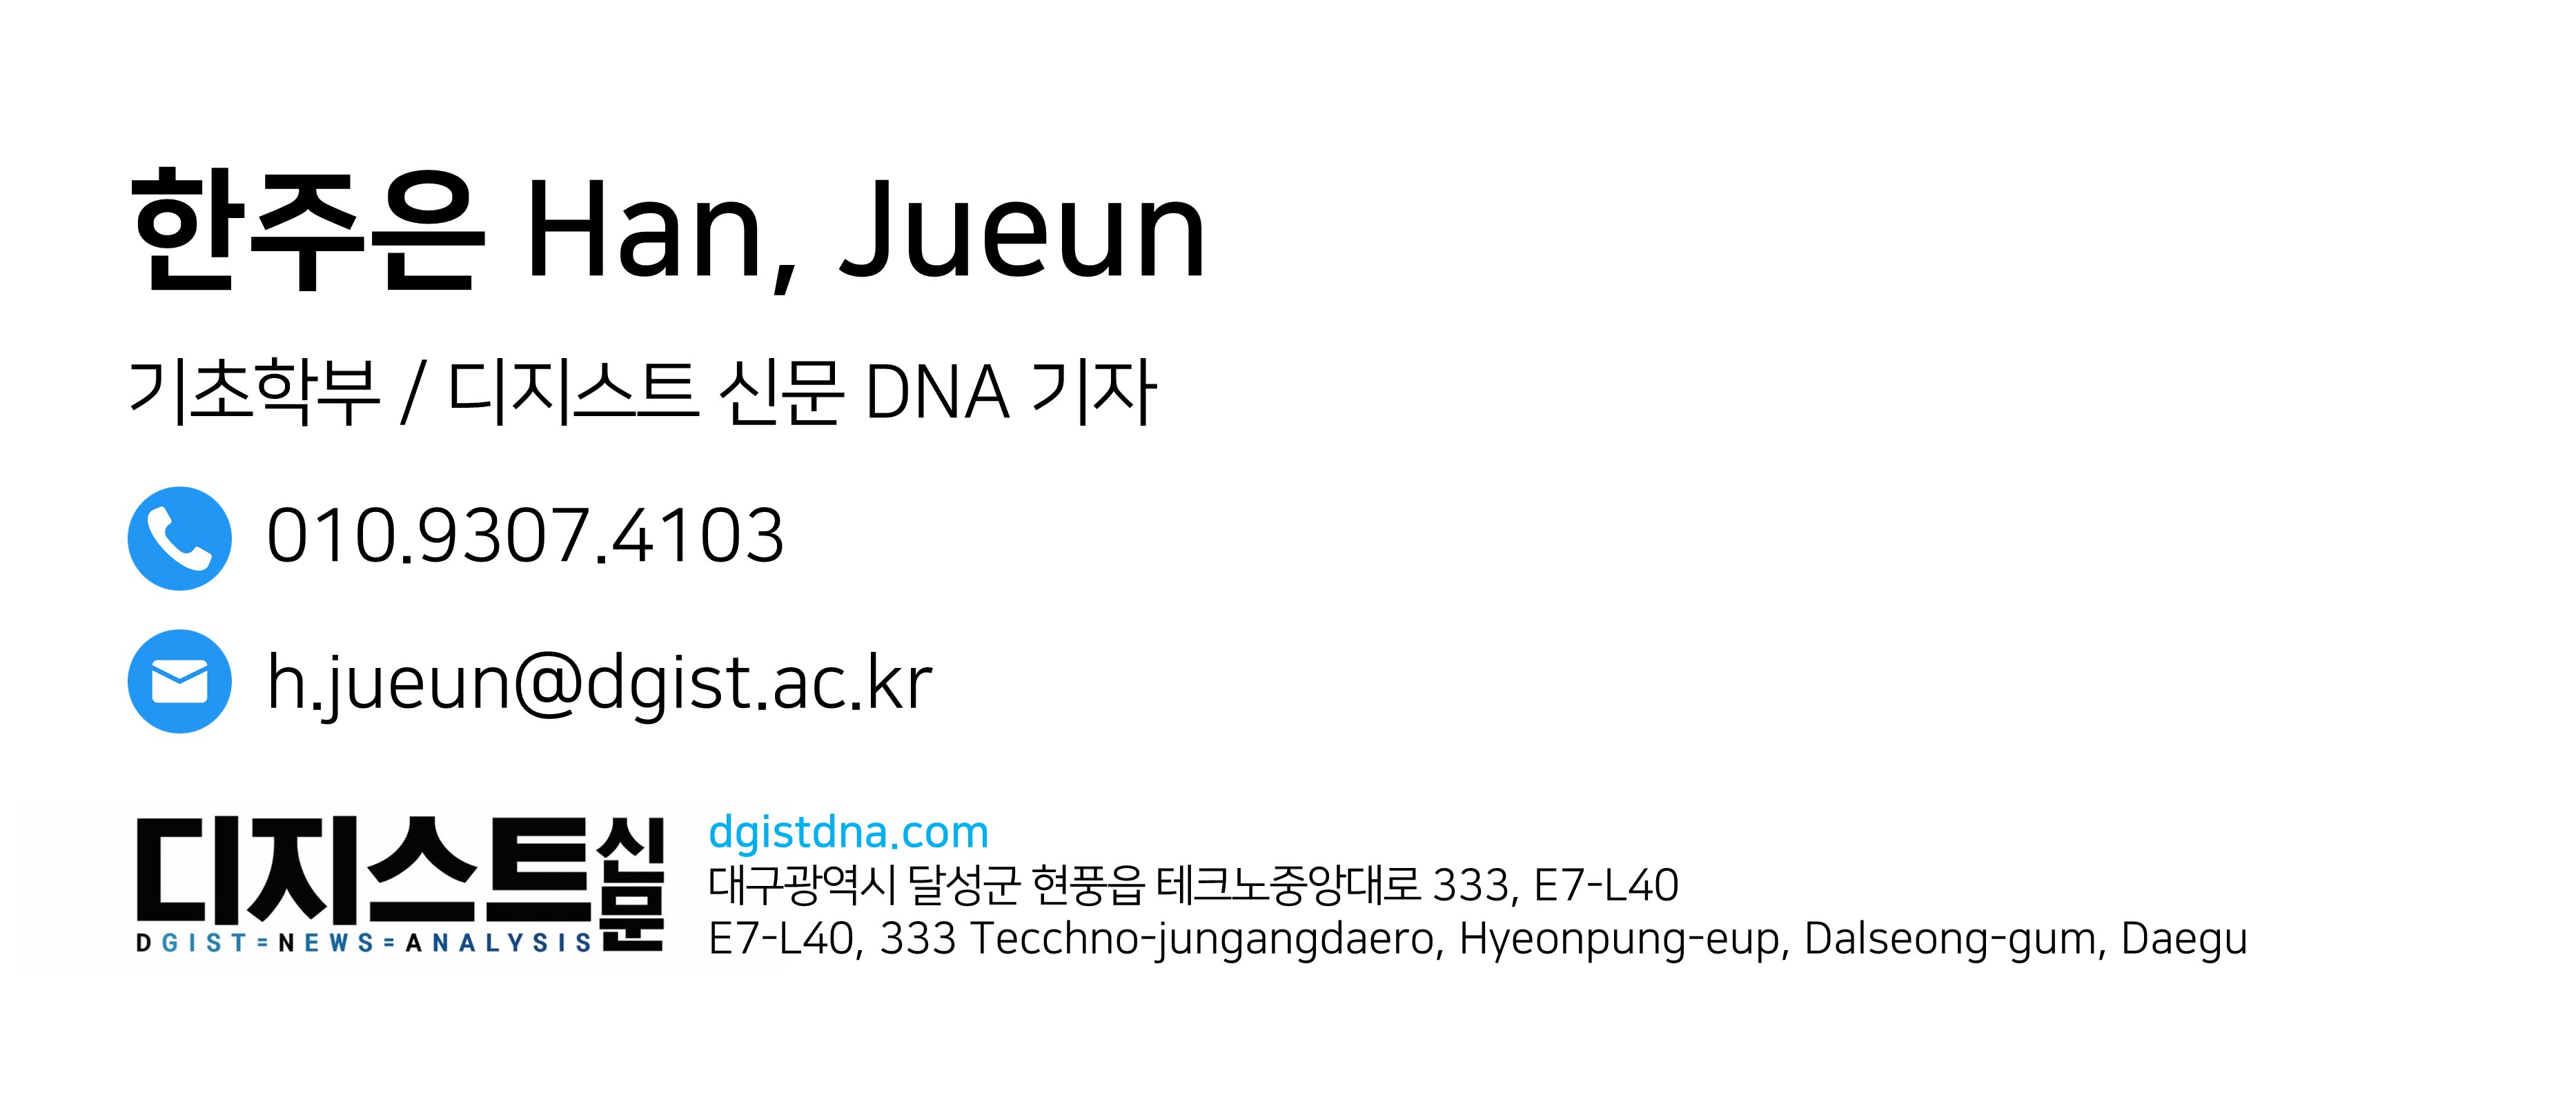 한주은 Han, Jueun
기초학부 / 디지스트 신문 DNA 기자
010.9307.4103
h.jueun@dgist.ac.kr
디지스트신문
DGIST=NEWS=ANALYSIS
dgistdna.com
대구광역시 달성군 현풍읍 테크노중앙대로 333, E7-L40
E7-L40, 333 Tecchno-jungangdaero, Hyeonpung-eup, Dalseong-gum, Daegu